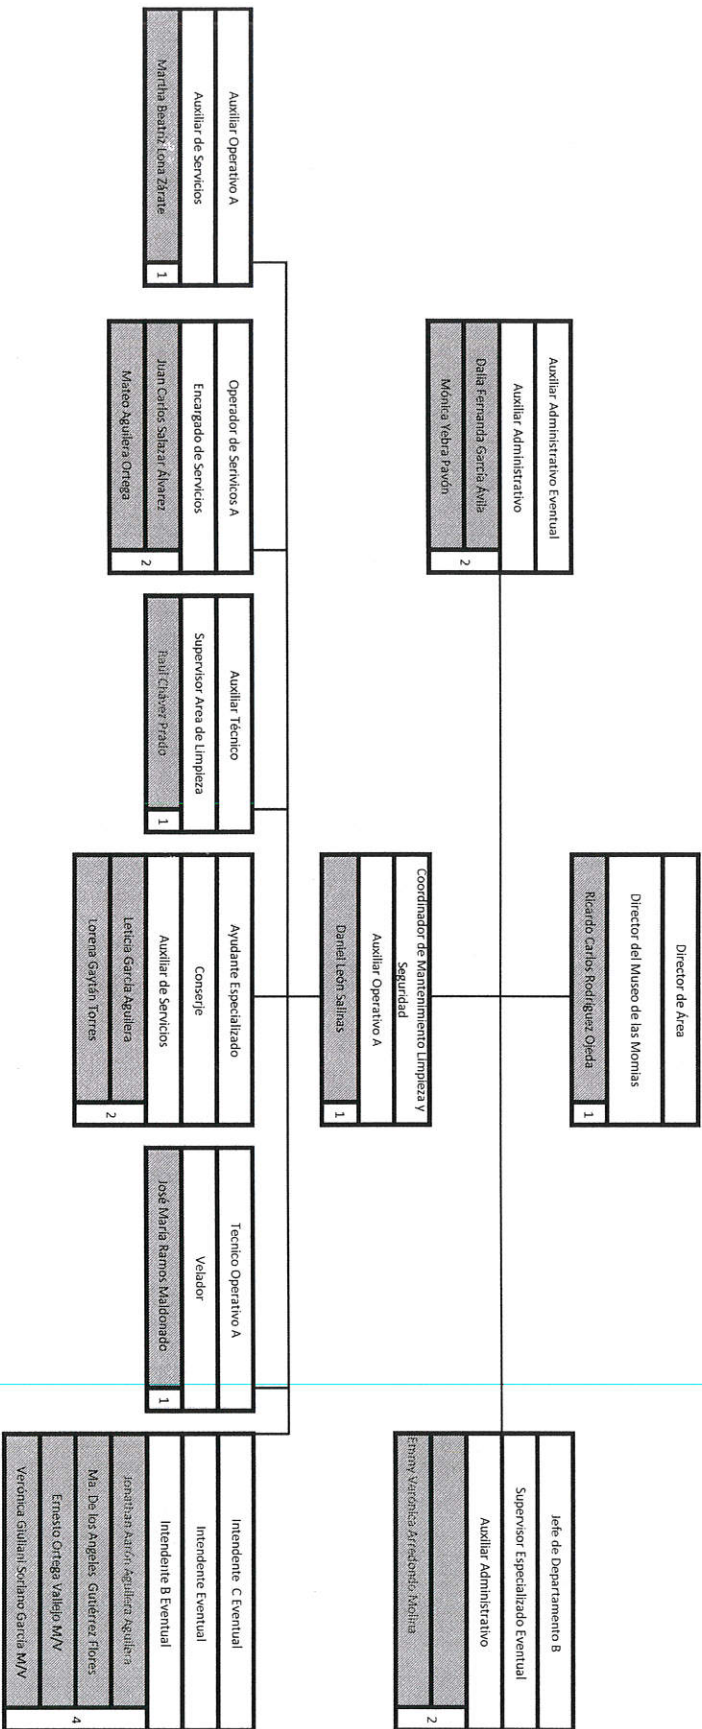 Director de Área
Director del Museo de las Momias
Ricardo Carlos Rodríguez Ojeda
1
Auxiliar Administrativo Eventual
Auxiliar Administrativo
Dalia Fernanda García Ávila
Mónica Yebra Pavón
2
Jefe de Departamento B
Supervisor Especializado Eventual
Auxiliar Administrativo
Emmy Verónica Arredondo Molina
2
Coordinador de Mantenimiento Limpieza y
Seguridad
Auxiliar Operativo A
Daniel León Salinas
1
Auxiliar Operativo A
Auxiliar de Servicios
Martha Beatriz Lona Zárate
1
Operador de Serivicos A
Encargado de Servicios
Juan Carlos Salazar Álvarez
Mateo Aguilera Ortega
2
Auxiliar Técnico
Supervisor Area de Limpieza
Raúl Chávez Prado
1
Ayudante Especializado
Conserje
Auxiliar de Servicios
Leticia García Aguilera
Lorena Gaytán Torres
2
Tecnico Operativo A
Velador
José María Ramos Maldonado
1
Intendente C Eventual
Intendente Eventual
Intendente B Eventual
Jonathan Aarón Aguilera Aguilera
Ma. De los Angeles Gutiérrez Flores
Ernesto Ortega Vallejo M/V
Verónica Giuliani Soriano García M/V
4